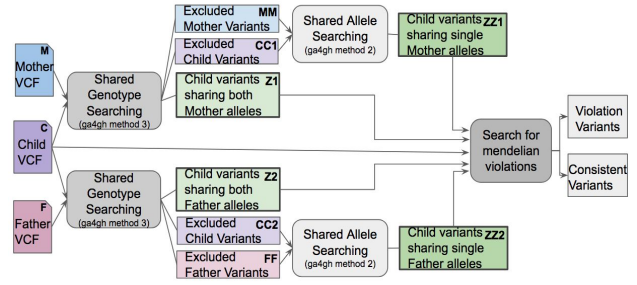 M
Mother
VCF
C
Child
VCF
F
Father
VCF
Shared
Genotype
Searching
(ga4gh method 3)
Shared
Genotype
Searching
(ga4gh method 3)
Excluded MM
Mother Variants
Excluded CC1
Child Variants
Child variants Z1
sharing both
Mother alleles
Child variants Z2
sharing both
Father alleles
Excluded CC2
Child Variants
Excluded FF
Father Variants
Shared Allele
Searching
(ga4gh method 2)
Shared Allele
Searching
(ga4gh method 2)
Child variants ZZ1
sharing single
Mother alleles
Child variants
sharing single ZZ2
Father alleles
Search for
mendelian
violations
Violation
Variants
Consistent
Variants